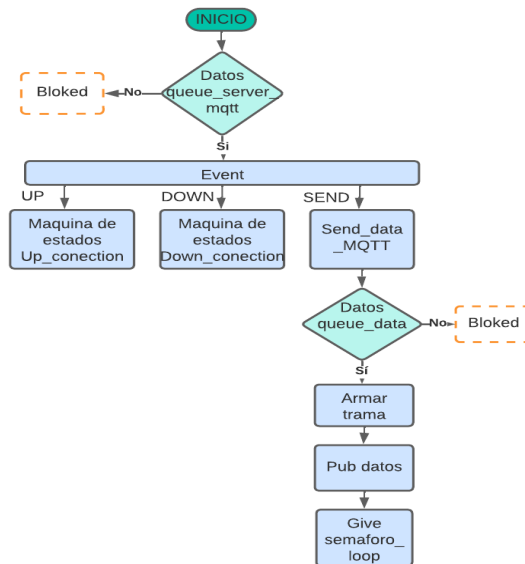 INICIO
Datos
queue_server_
mqtt
No
Bloked
Si
Event
UP
DOWN
SEND
Maquina de
estados
Up_conection
Maquina de
estados
Down_conection
Send_data
_MQTT
Datos
queue_data
No
Bloked
Sí
Armar
trama
Pub datos
Give
semaforo_
loop